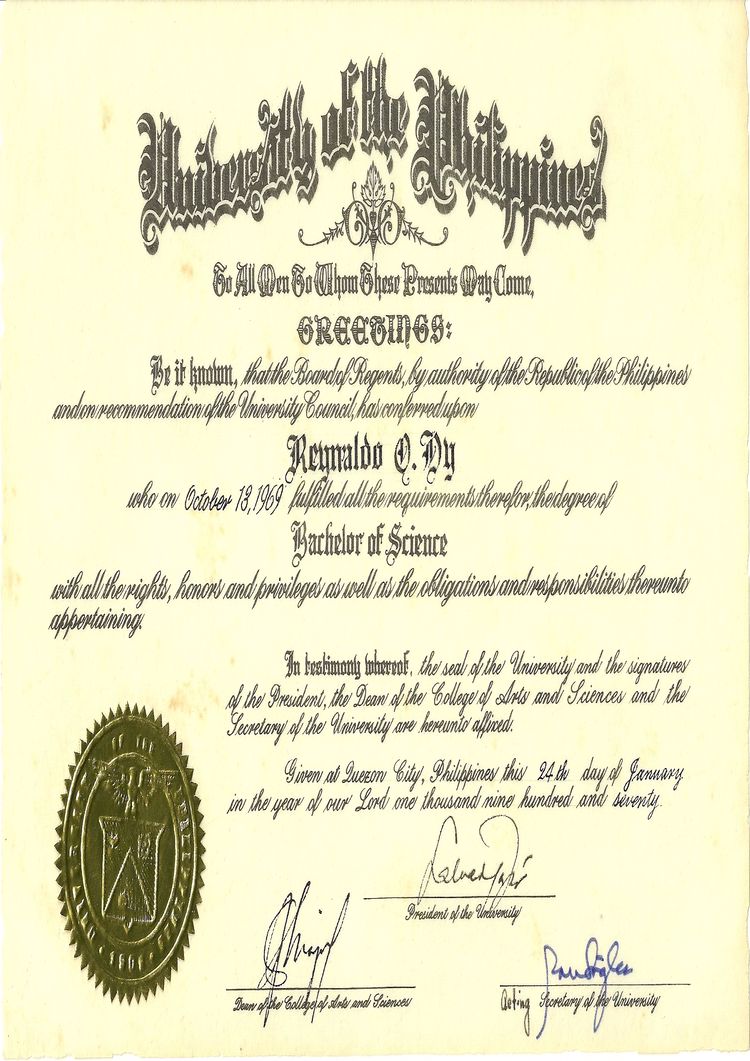 University of the Philippines
To All Men To Whom These Presents May Come,
GREETINGS:
Be it known, that the Board of Regents, by authority of the Republic of the Philippines
and on recommendation of the University Council, has conferred upon
Reynaldo Q. Dy
who on October 13, 1969 fulfilled all the requirements therefor, the degree of
Bachelor of Science
with all the rights, honors and privileges as well as the obligations and responsibilities thereunto
appertaining.
In testimony whereof, the seal of the University and the signatures
of the President, the Dean of the College of Arts and Sciences and the
Secretary of the University are hereunto affixed.
Given at Quezon City, Philippines this 24th day of January
in the year of our Lord one thousand nine hundred and seventy.
President of the University
Dean of the College of Arts and Sciences
Acting Secretary of the University